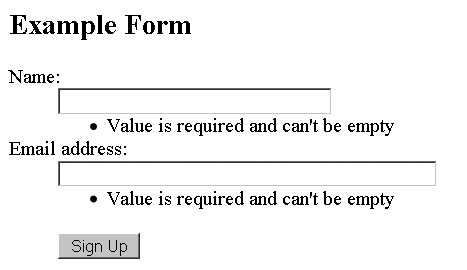 Example Form
Name:
Value is required and can't be empty
Email address:
Value is required and can't be empty
Sign Up